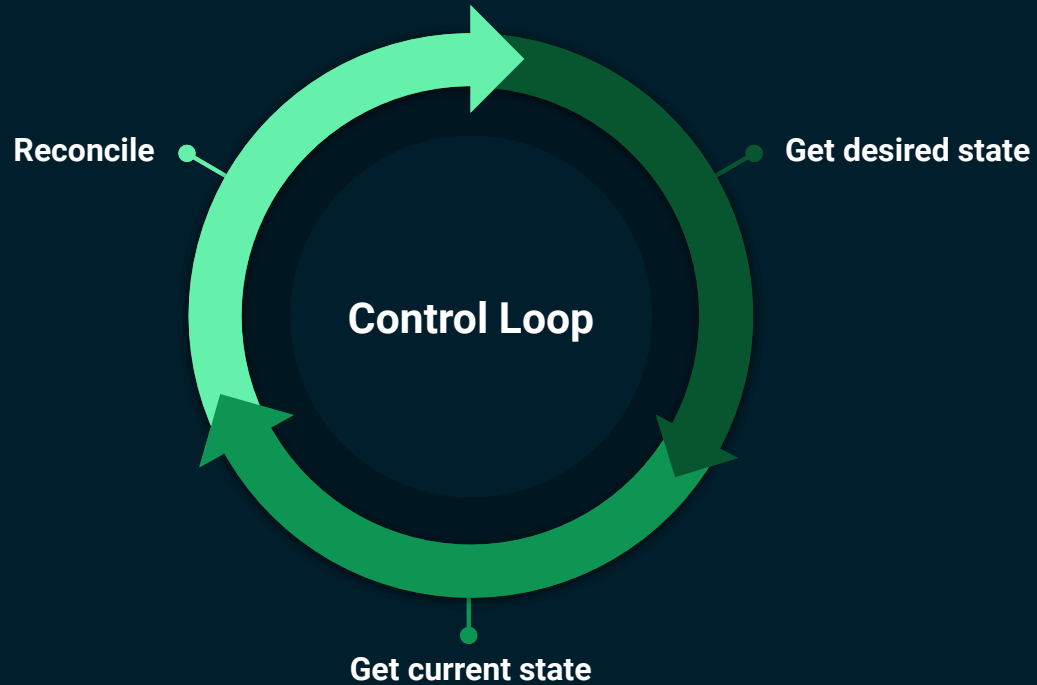 Reconcile
Get desired state
Control Loop
Get current state